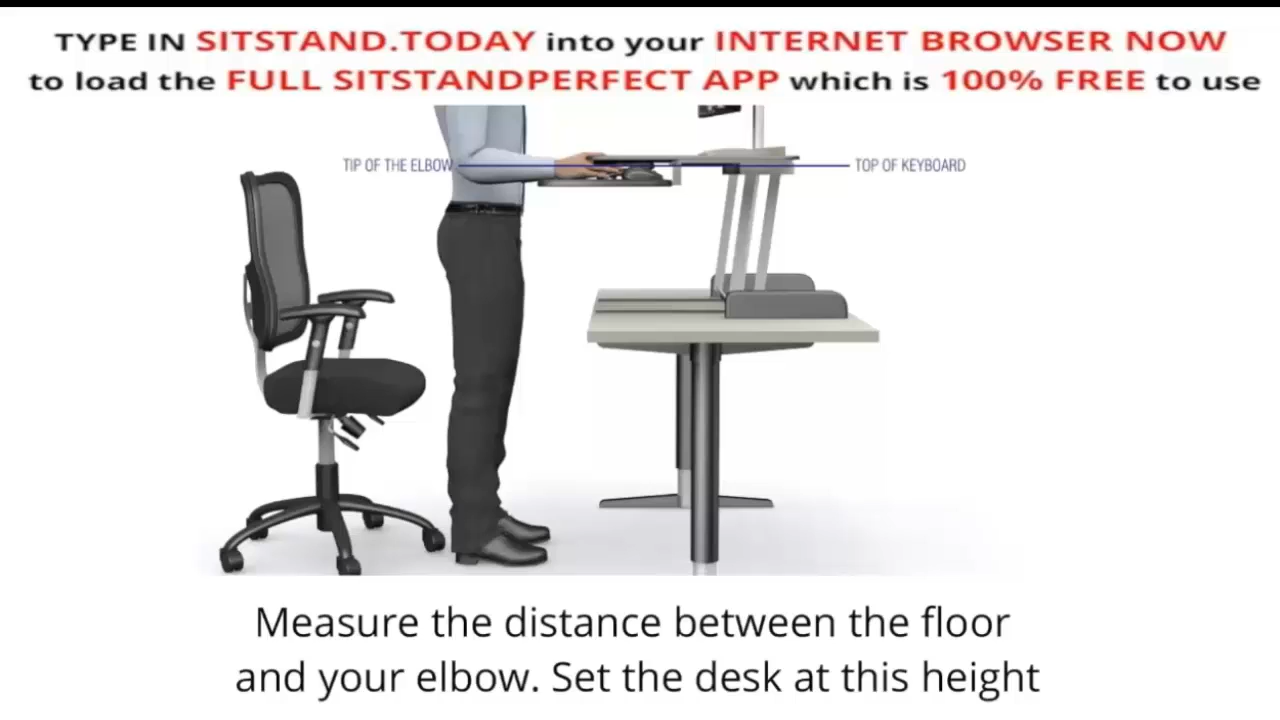 TYPE IN SITSTAND.TODAY into your INTERNET BROWSER NOW
to load the FULL SITSTANDPERFECT APP which is 100% FREE to use
TIP OF THE ELBOW
TOP OF KEYBOARD
Measure the distance between the floor
and your elbow. Set the desk at this height